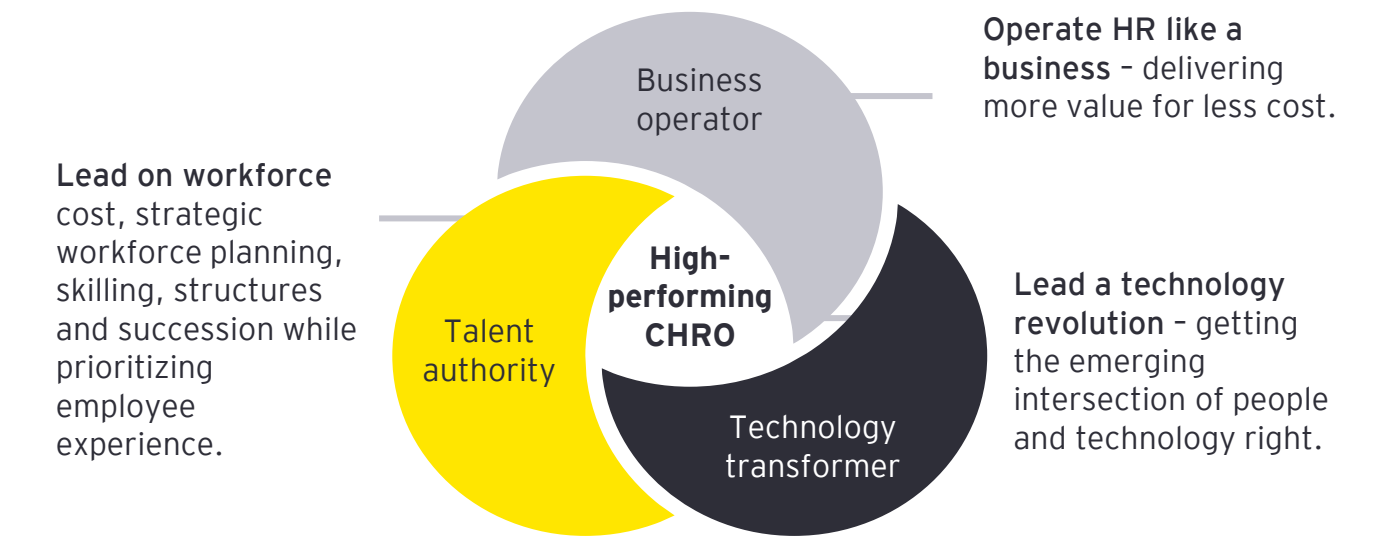 Business
operator
Operate HR like a
business – delivering
more value for less cost.
Lead on workforce
cost, strategic
workforce planning,
skilling, structures
and succession while
prioritizing
employee
experience.
High-
performing
CHRO
Talent
authority
Lead a technology
revolution – getting
the emerging
intersection of people
and technology right.
Technology
transformer